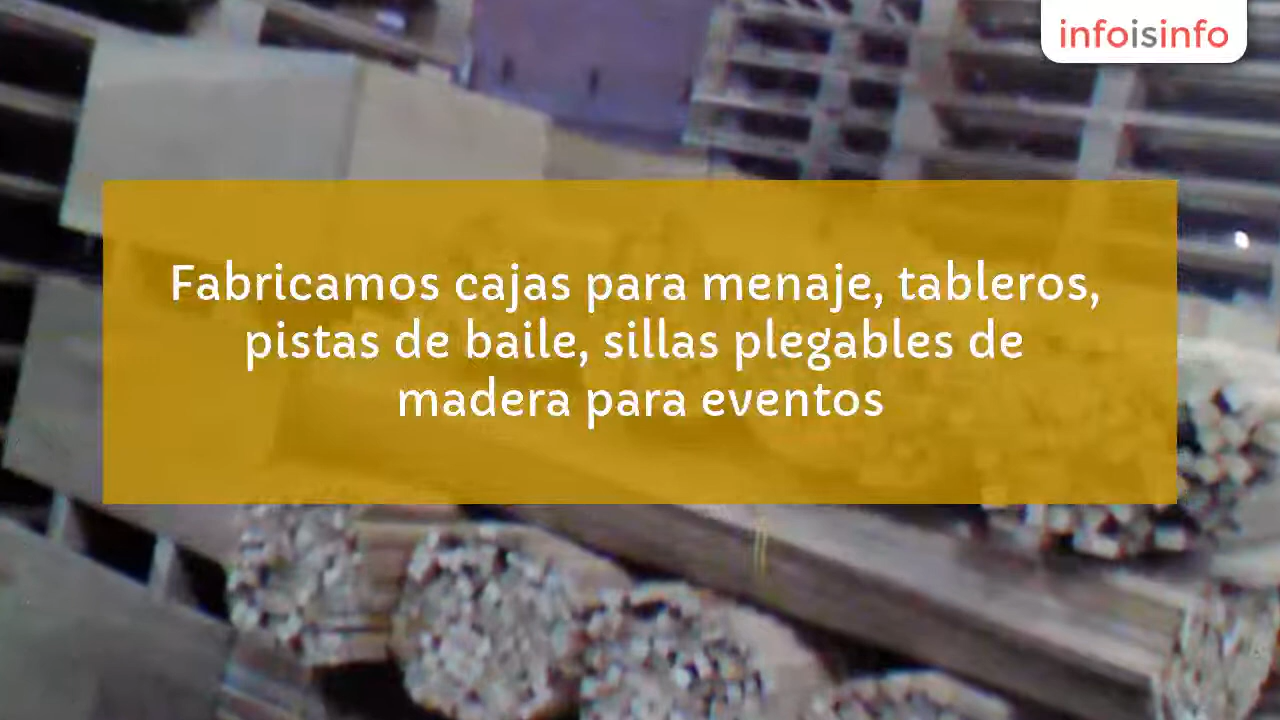 infoisinfo
Fabricamos cajas para menaje, tableros,
pistas de baile, sillas plegables de
madera para eventos